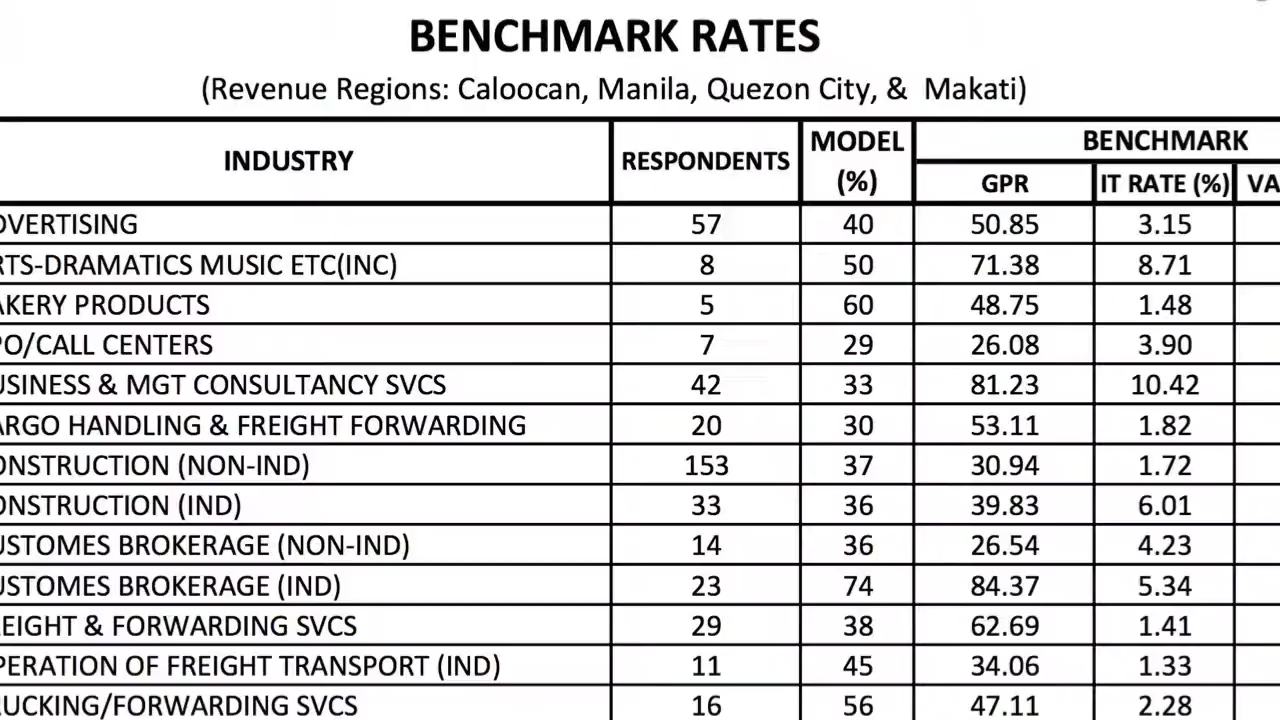 BENCHMARK RATES
(Revenue Regions: Caloocan, Manila, Quezon City, & Makati)
INDUSTRY RESPONDENTS MODEL (%) BENCHMARK
GPR IT RATE (%) VA
DVERTISING 57 40 50.85 3.15
RTS-DRAMATICS MUSIC ETC(INC) 8 50 71.38 8.71
AKERY PRODUCTS 5 60 48.75 1.48
PO/CALL CENTERS 7 29 26.08 3.90
USINESS & MGT CONSULTANCY SVCS 42 33 81.23 10.42
ARGO HANDLING & FREIGHT FORWARDING 20 30 53.11 1.82
ONSTRUCTION (NON-IND) 153 37 30.94 1.72
ONSTRUCTION (IND) 33 36 39.83 6.01
USTOMES BROKERAGE (NON-IND) 14 36 26.54 4.23
USTOMES BROKERAGE (IND) 23 74 84.37 5.34
EIGHT & FORWARDING SVCS 29 38 62.69 1.41
PERATION OF FREIGHT TRANSPORT (IND) 11 45 34.06 1.33
RUCKING/FORWARDING SVCS 16 56 47.11 2.28